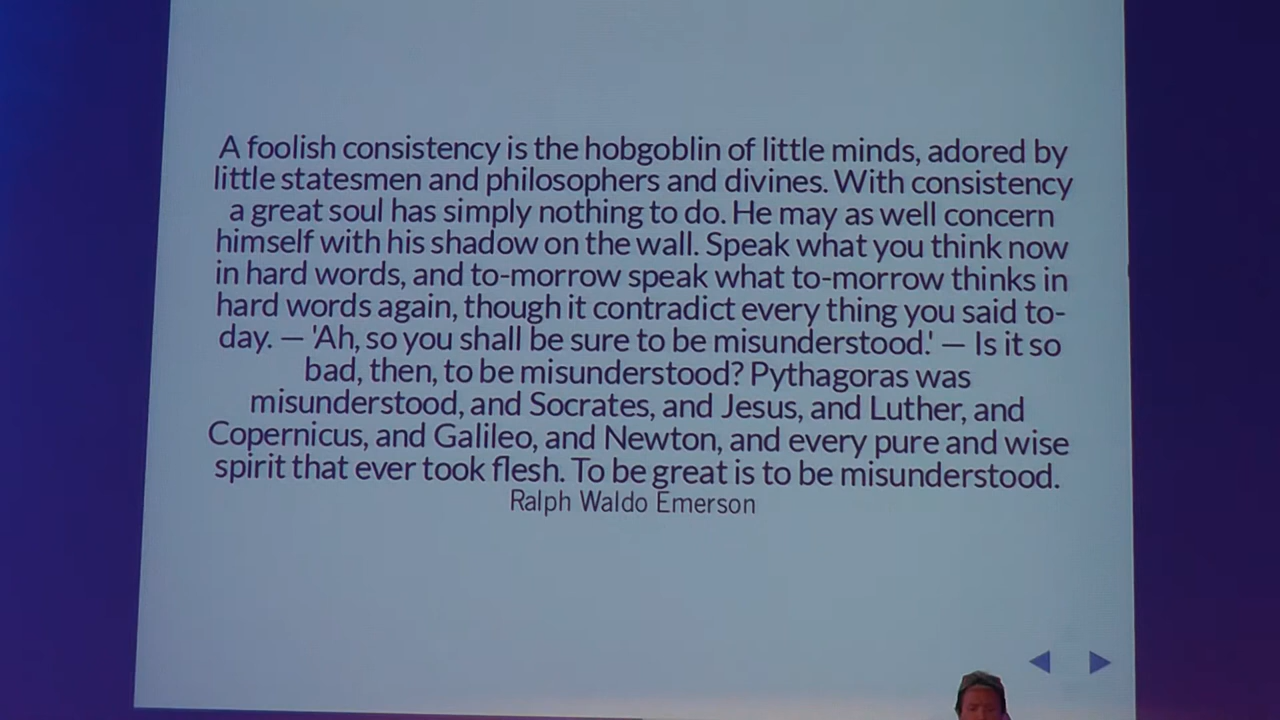 A foolish consistency is the hobgoblin of little minds, adored by
little statesmen and philosophers and divines. With consistency
a great soul has simply nothing to do. He may as well concern
himself with his shadow on the wall. Speak what you think now
in hard words, and to-morrow speak what to-morrow thinks in
hard words again, though it contradict every thing you said to-
day. — 'Ah, so you shall be sure to be misunderstood.' — Is it so
bad, then, to be misunderstood? Pythagoras was
misunderstood, and Socrates, and Jesus, and Luther, and
Copernicus, and Galileo, and Newton, and every pure and wise
spirit that ever took flesh. To be great is to be misunderstood.
Ralph Waldo Emerson